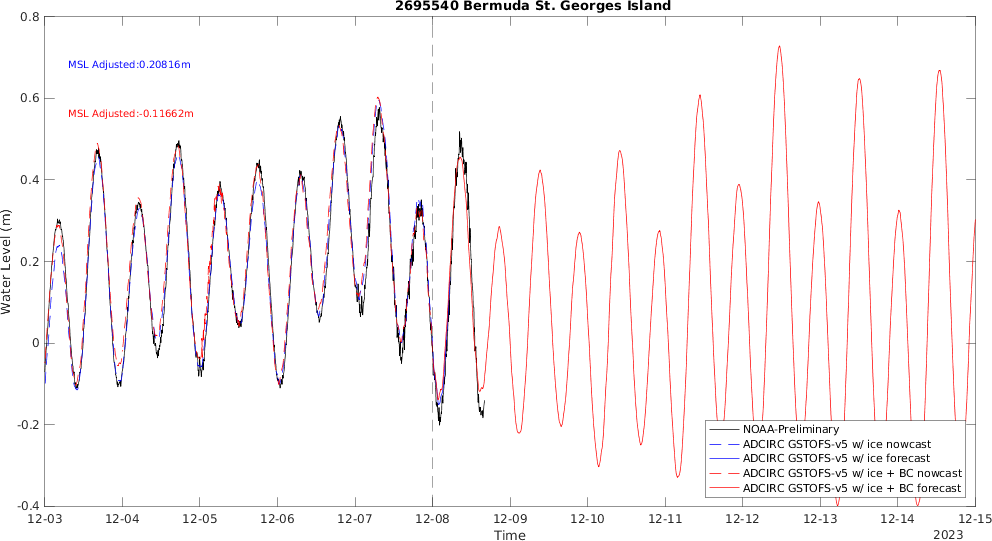 2695540 Bermuda St. Georges Island
MSL Adjusted:0.20816m
MSL Adjusted:-0.11662m
Water Level (m)
0.8
0.6
0.4
0.2
0
-0.2
-0.4
NOAA-Preliminary
ADCIRC GSTOFS-v5 w/ ice nowcast
ADCIRC GSTOFS-v5 w/ ice forecast
ADCIRC GSTOFS-v5 w/ ice + BC nowcast
ADCIRC GSTOFS-v5 w/ ice + BC forecast
12-03 12-04 12-05 12-06 12-07 12-08 12-09 12-10 12-11 12-12 12-13 12-14 12-15
Time
2023